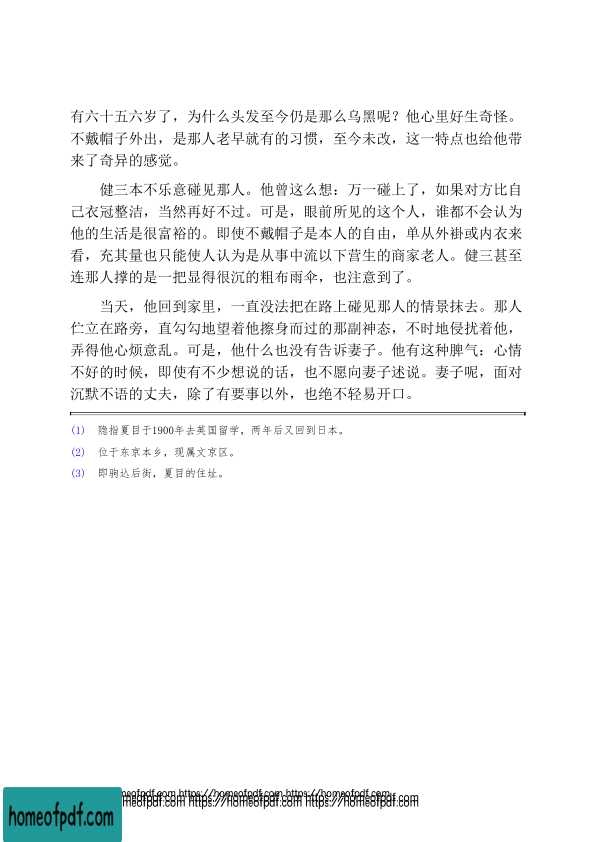 有六十五六岁了，为什么头发至今仍是那么乌黑呢？他心里好生奇怪。
不戴帽子外出，是那人老早就有的习惯，至今未改，这一特点也给他带
来了奇异的感觉。
健三本不乐意碰见那人。他曾这么想：万一碰上了，如果对方比自
己衣冠整洁，当然再好不过。可是，眼前所见的这个人，谁都不会认为
他的生活是很富裕的。即使不戴帽子是本人的自由，单从外褂或内衣来
看，充其量也只能使人认为是从事中流以下营生的商家老人。健三甚至
连那人撑的是一把显得很沉的粗布雨伞，也注意到了。
当天，他回到家里，一直没法把在路上碰见那人的情景抹去。那人
伫立在路旁，直勾勾地望着他擦身而过的那副神态，不时地侵扰着他，
弄得他心烦意乱。可是，他什么也没有告诉妻子。他有这种脾气：心情
不好的时候，即使有不少想说的话，也不愿向妻子述说。妻子呢，面对
沉默不语的丈夫，除了有要事以外，也绝不轻易开口。
(1) 隐指夏目于1900年去英国留学，两年后又回到日本。
(2) 位于东京本乡，现属文京区。
(3) 即驹达后街，夏目的住址。
homeofpdf.com https://homeofpdf.com https://homeofpdf.com
homeofpdf.com https://homeofpdf.com https://homeofpdf.com
homeofpdf.com